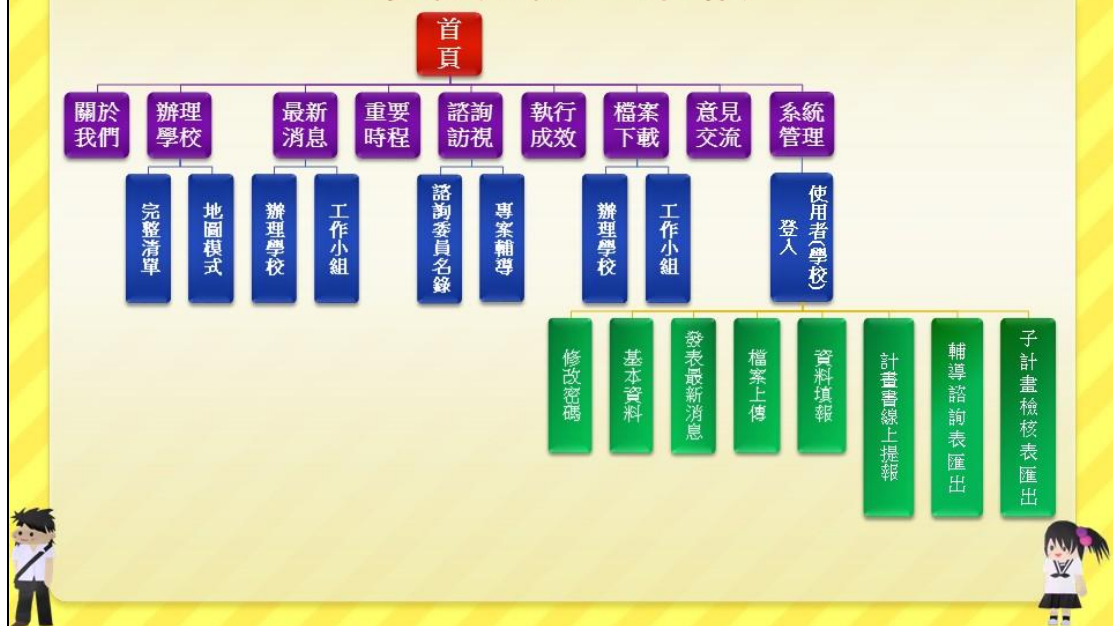 首
頁
關於
我們
辦理
學校
最新
消息
重要
時程
諮詢
訪視
執行
成效
檔案
下載
意見
交流
系統
管理
完整清單
地圖模式
辦理學校
工作小組
諮詢委員名錄
專案輔導
辦理學校
工作小組
使用者(學校)
登入
修改密碼
基本資料
發表最新消息
檔案上傳
資料填報
計畫書線上提報
輔導諮詢表匯出
子計畫檢核表匯出